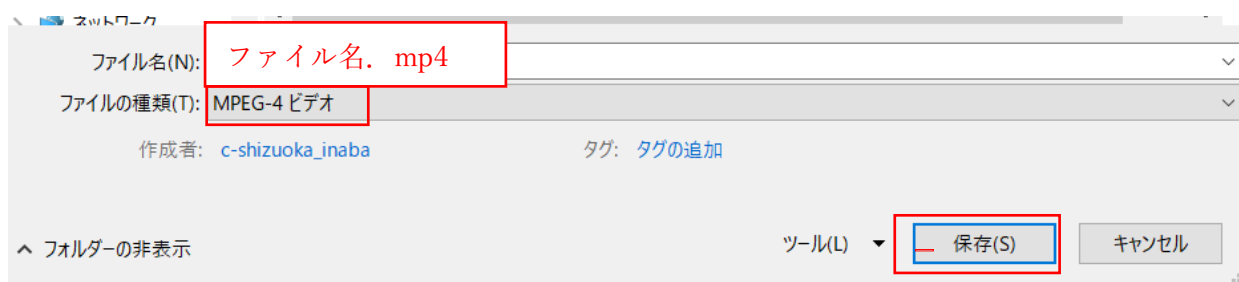 ネットワーク
ファイル名(N): ファイル名. mp4
ファイルの種類(T): MPEG-4 ビデオ
作成者: c-shizuoka_inaba タグ: タグの追加
フォルダーの非表示 ツール(L) 保存(S) キャンセル